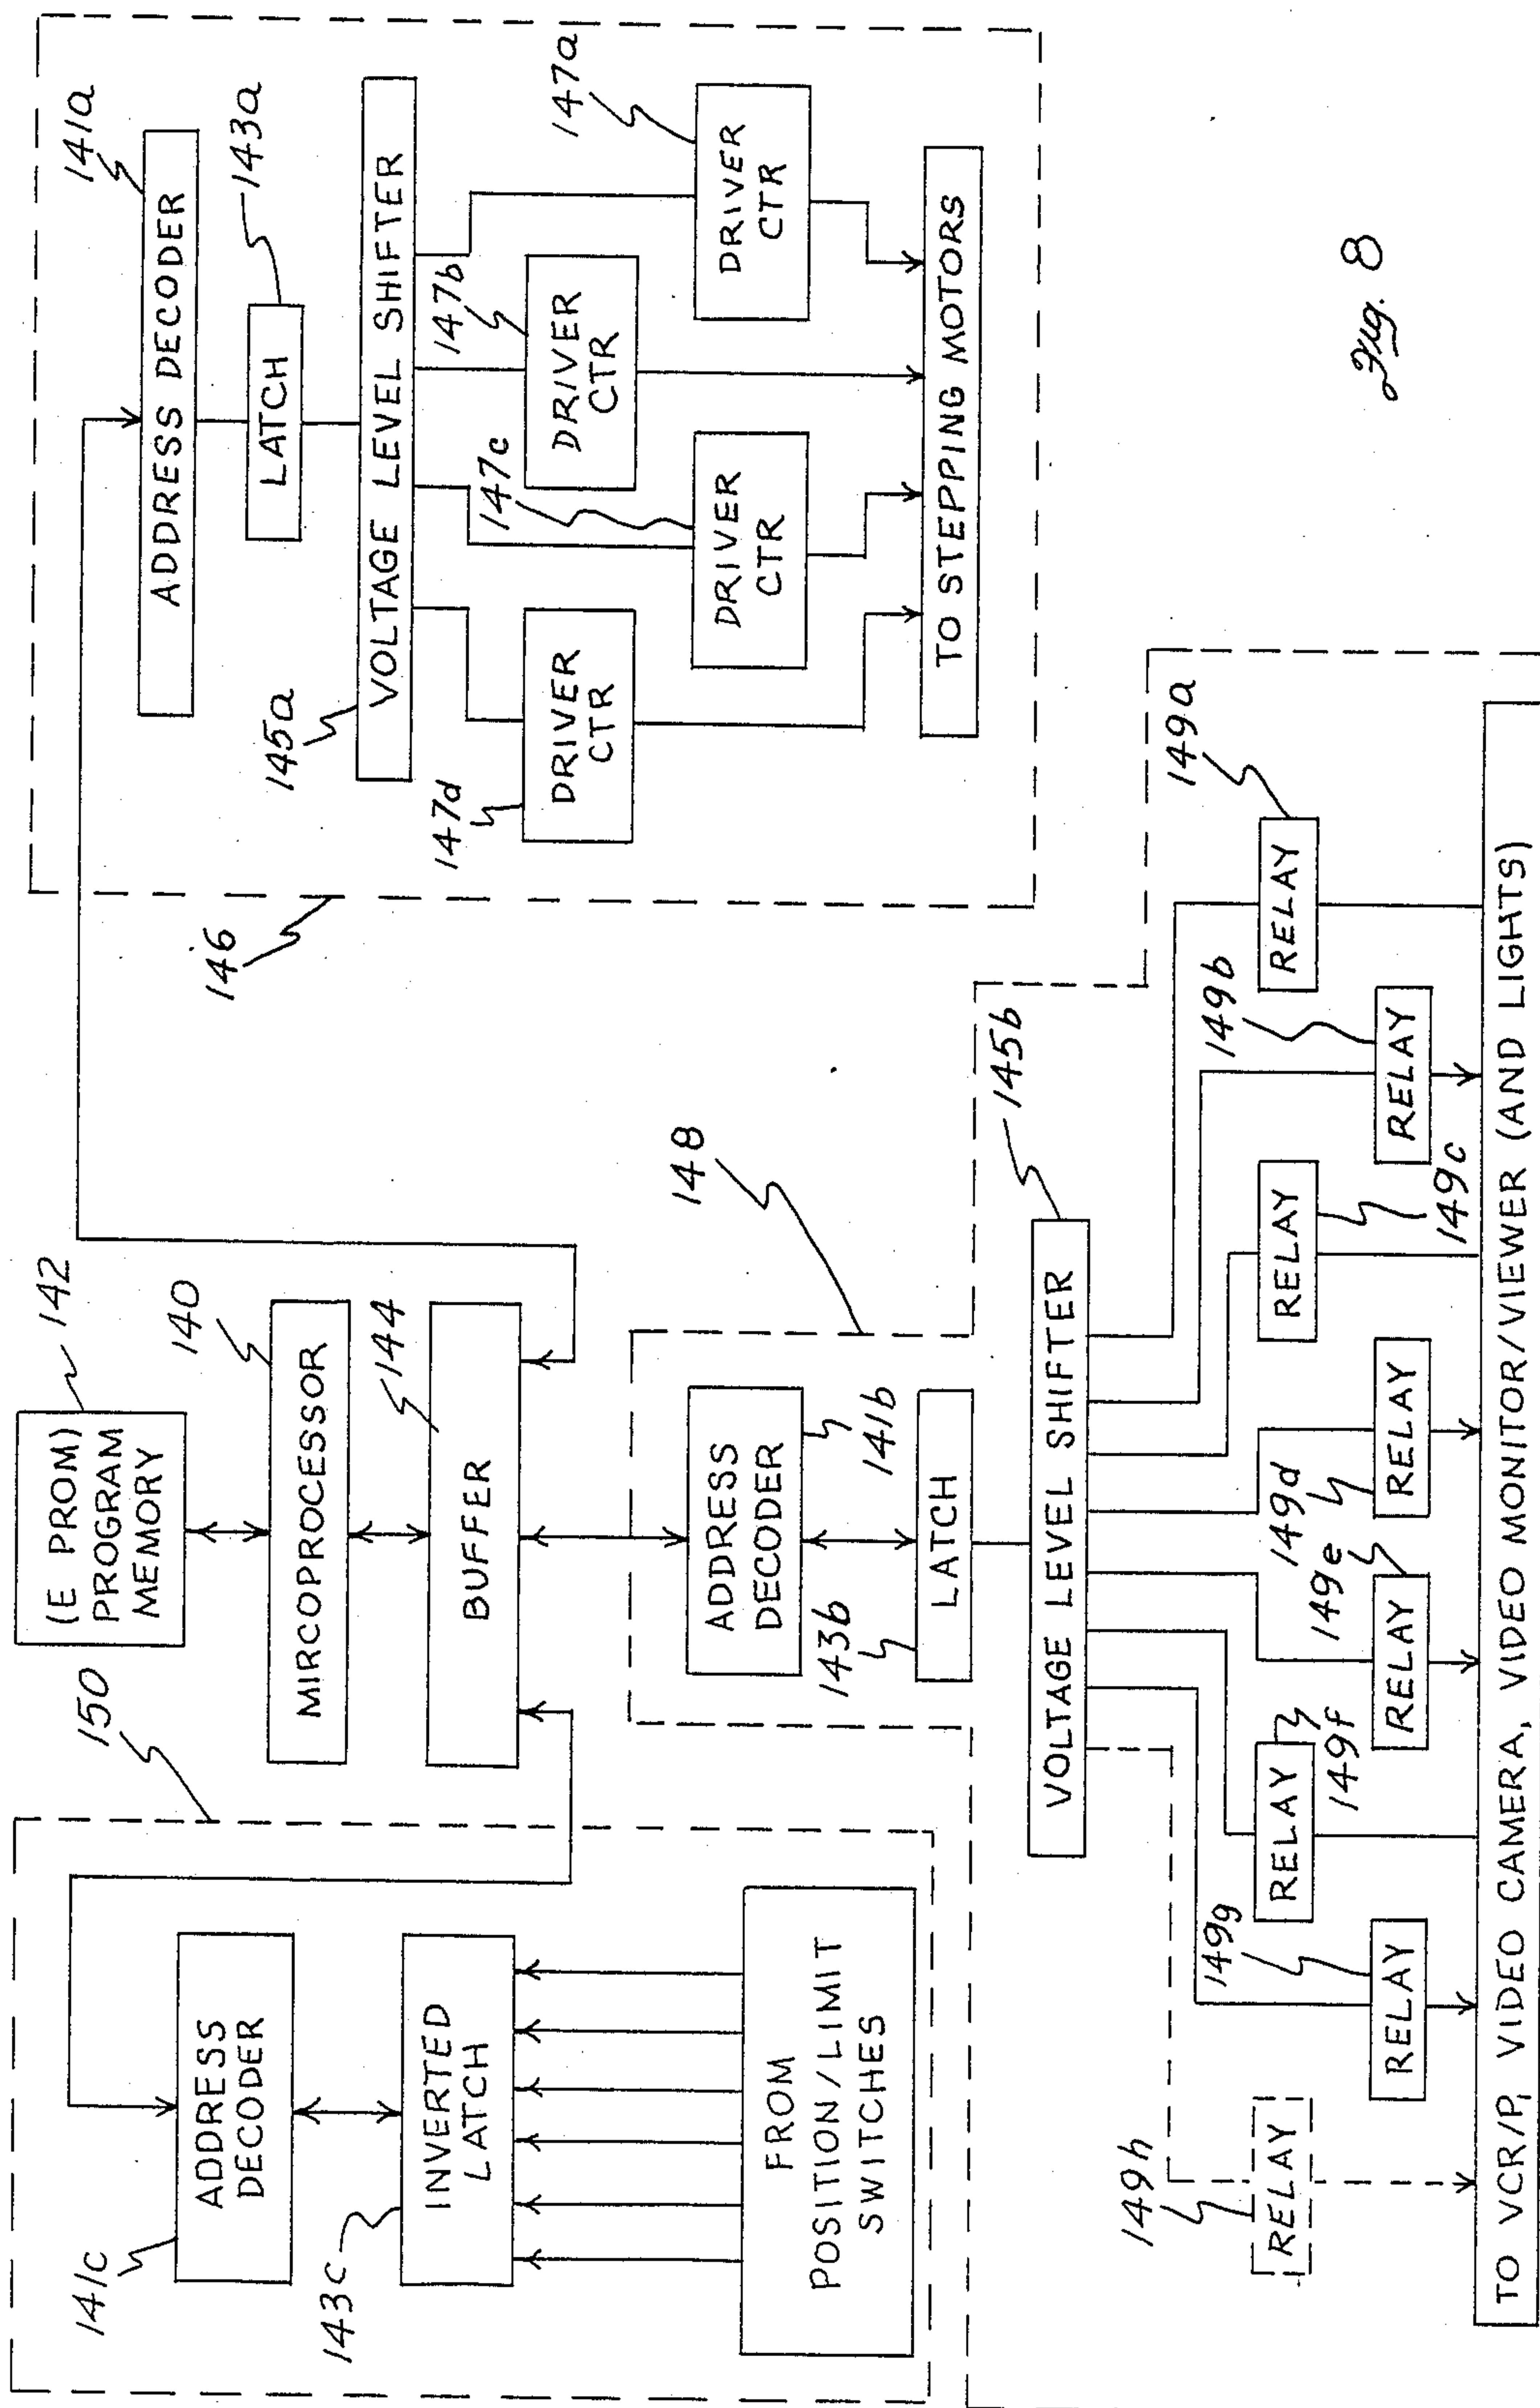 150
141c
ADDRESS
DECODER
143c
INVERTED
LATCH
FROM
POSITION/LIMIT
SWITCHES
(E PROM)
PROGRAM
MEMORY
142
MIRCOPROCESSOR
140
BUFFER
144
146
ADDRESS DECODER
141a
LATCH
143a
145a
VOLTAGE LEVEL SHIFTER
147d
DRIVER
CTR
147c
DRIVER
CTR
147b
DRIVER
CTR
147a
DRIVER
CTR
TO STEPPING MOTORS
148
ADDRESS
DECODER
141b
143b
LATCH
VOLTAGE LEVEL SHIFTER
145b
149h
RELAY
149g
RELAY
RELAY
149f
149e
RELAY
149d
RELAY
RELAY
149c
149b
RELAY
149a
RELAY
TO VCR/P, VIDEO CAMERA, VIDEO MONITOR/VIEWER (AND LIGHTS)
Fig. 8